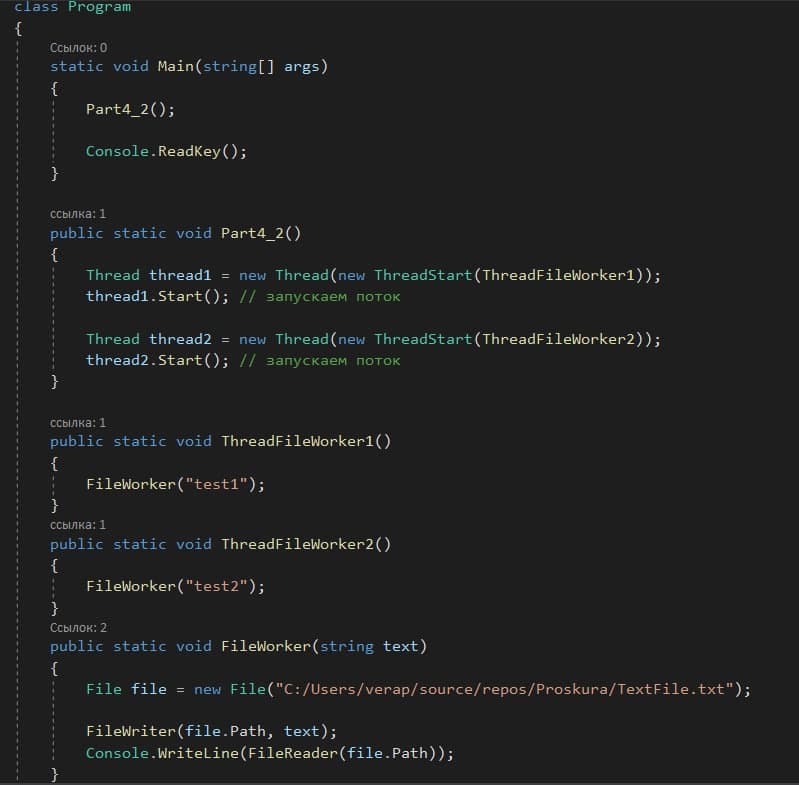 class Program
{
Ссылок: 0
static void Main(string[] args)
{
Part4_2();
Console.ReadKey();
}
ссылка: 1
public static void Part4_2()
{
Thread thread1 = new Thread(new ThreadStart(ThreadFileWorker1));
thread1.Start(); // запускаем поток
Thread thread2 = new Thread(new ThreadStart(ThreadFileWorker2));
thread2.Start(); // запускаем поток
}
ссылка: 1
public static void ThreadFileWorker1()
{
FileWorker("test1");
}
ссылка: 1
public static void ThreadFileWorker2()
{
FileWorker("test2");
}
Ссылок: 2
public static void FileWorker(string text)
{
File file = new File("C:/Users/verap/source/repos/Proskura/TextFile.txt");
FileWriter(file.Path, text);
Console.WriteLine(FileReader(file.Path));
}